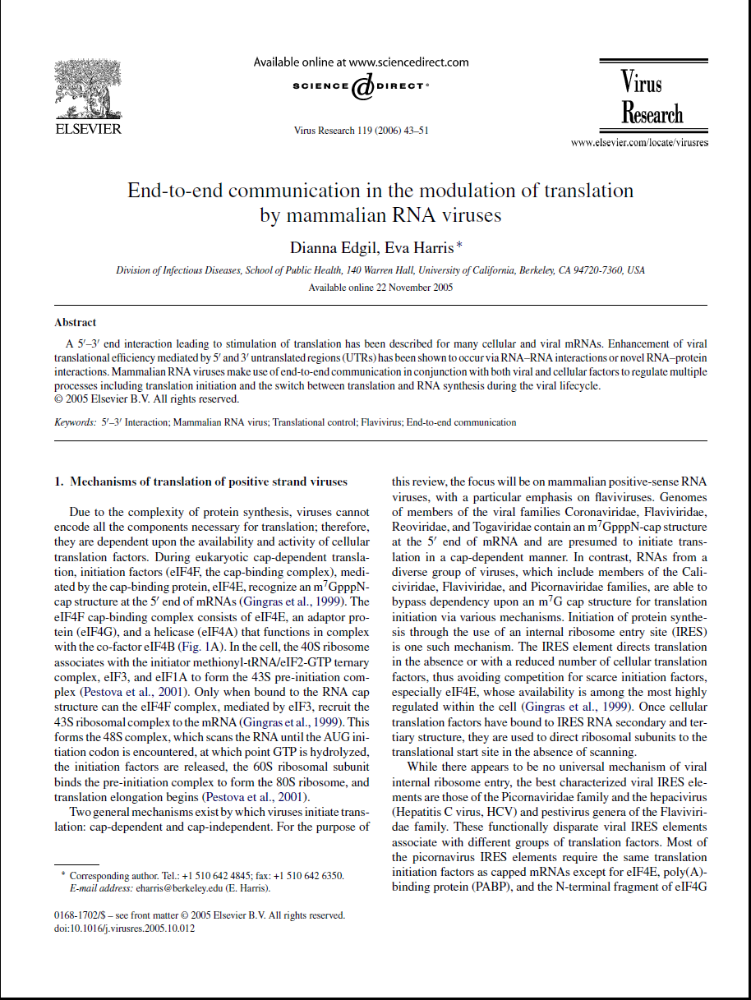 Available online at www.sciencedirect.com
SCIENCE DIRECT®
ELSEVIER
Virus
Research
Virus Research 119 (2006) 43–51
www.elsevier.com/locate/virusres
End-to-end communication in the modulation of translation
by mammalian RNA viruses
Dianna Edgil, Eva Harris *
Division of Infectious Diseases, School of Public Health, 140 Warren Hall, University of California, Berkeley, CA 94720-7360, USA
Available online 22 November 2005
Abstract
A 5′–3′ end interaction leading to stimulation of translation has been described for many cellular and viral mRNAs. Enhancement of viral
translational efficiency mediated by 5′ and 3′ untranslated regions (UTRs) has been shown to occur via RNA–RNA interactions or novel RNA–protein
interactions. Mammalian RNA viruses make use of end-to-end communication in conjunction with both viral and cellular factors to regulate multiple
processes including translation initiation and the switch between translation and RNA synthesis during the viral lifecycle.
© 2005 Elsevier B.V. All rights reserved.
Keywords: 5′–3′ Interaction; Mammalian RNA virus; Translational control; Flavivirus; End-to-end communication
1. Mechanisms of translation of positive strand viruses
Due to the complexity of protein synthesis, viruses cannot
encode all the components necessary for translation; therefore,
they are dependent upon the availability and activity of cellular
translation factors. During eukaryotic cap-dependent transla-
tion, initiation factors (eIF4F, the cap-binding complex), medi-
ated by the cap-binding protein, eIF4E, recognize an m⁷GpppN-
cap structure at the 5′ end of mRNAs (Gingras et al., 1999). The
eIF4F cap-binding complex consists of eIF4E, an adaptor pro-
tein (eIF4G), and a helicase (eIF4A) that functions in complex
with the co-factor eIF4B (Fig. 1A). In the cell, the 40S ribosome
associates with the initiator methionyl-tRNA/eIF2-GTP ternary
complex, eIF3, and eIF1A to form the 43S pre-initiation com-
plex (Pestova et al., 2001). Only when bound to the RNA cap
structure can the eIF4F complex, mediated by eIF3, recruit the
43S ribosomal complex to the mRNA (Gingras et al., 1999). This
forms the 48S complex, which scans the RNA until the AUG ini-
tiation codon is encountered, at which point GTP is hydrolyzed,
the initiation factors are released, the 60S ribosomal subunit
binds the pre-initiation complex to form the 80S ribosome, and
translation elongation begins (Pestova et al., 2001).
Two general mechanisms exist by which viruses initiate trans-
lation: cap-dependent and cap-independent. For the purpose of
this review, the focus will be on mammalian positive-sense RNA
viruses, with a particular emphasis on flaviviruses. Genomes
of members of the viral families Coronaviridae, Flaviviridae,
Reoviridae, and Togaviridae contain an m⁷GpppN-cap structure
at the 5′ end of mRNA and are presumed to initiate trans-
lation in a cap-dependent manner. In contrast, RNAs from a
diverse group of viruses, which include members of the Cali-
civiridae, Flaviviridae, and Picornaviridae families, are able to
bypass dependency upon an m⁷G cap structure for translation
initiation via various mechanisms. Initiation of protein synthe-
sis through the use of an internal ribosome entry site (IRES)
is one such mechanism. The IRES element directs translation
in the absence or with a reduced number of cellular translation
factors, thus avoiding competition for scarce initiation factors,
especially eIF4E, whose availability is among the most highly
regulated within the cell (Gingras et al., 1999). Once cellular
translation factors have bound to IRES RNA secondary and ter-
tiary structure, they are used to direct ribosomal subunits to the
translational start site in the absence of scanning.
While there appears to be no universal mechanism of viral
internal ribosome entry, the best characterized viral IRES ele-
ments are those of the Picornaviridae family and the hepacivirus
(Hepatitis C virus, HCV) and pestivirus genera of the Flaviviri-
dae family. These functionally disparate viral IRES elements
associate with different groups of translation factors. Most of
the picornavirus IRES elements require the same translation
initiation factors as capped mRNAs except for eIF4E, poly(A)-
binding protein (PABP), and the N-terminal fragment of eIF4G
* Corresponding author. Tel.: +1 510 642 4845; fax: +1 510 642 6350.
E-mail address: eharris@berkeley.edu (E. Harris).
0168-1702/$ – see front matter © 2005 Elsevier B.V. All rights reserved.
doi:10.1016/j.virusres.2005.10.012